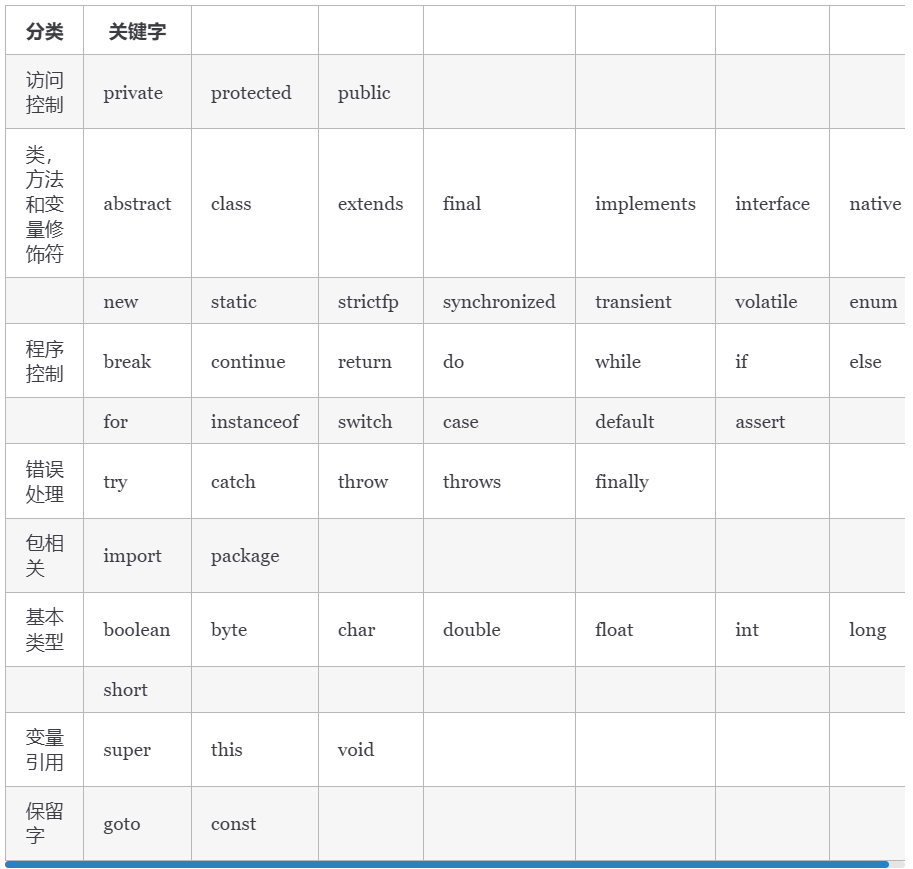 分类 关键字
访问
控制 private protected public
类，
方法
和变
量修
饰符 abstract class extends final implements interface native
new static strictfp synchronized transient volatile enum
程序
控制 break continue return do while if else
for instanceof switch case default assert
错误
处理 try catch throw throws finally
包相
关 import package
基本
类型 boolean byte char double float int long
short
变量
引用 super this void
保留
字 goto const